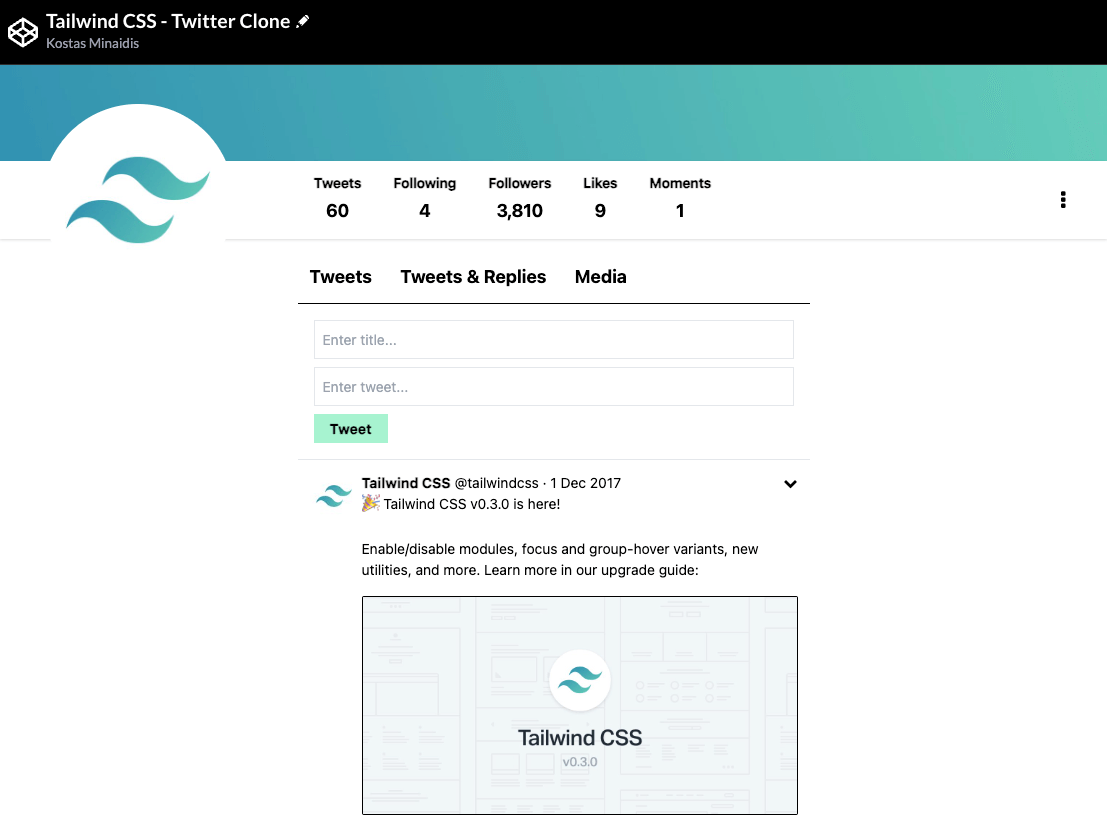 Tailwind CSS - Twitter Clone
Kostas Minaidis
Tweets Following Followers Likes Moments
60 4 3,810 9 1
Tweets Tweets & Replies Media
Enter title...
Enter tweet...
Tweet
Tailwind CSS @tailwindcss · 1 Dec 2017
🎉 Tailwind CSS v0.3.0 is here!
Enable/disable modules, focus and group-hover variants, new
utilities, and more. Learn more in our upgrade guide:
Tailwind CSS
v0.3.0